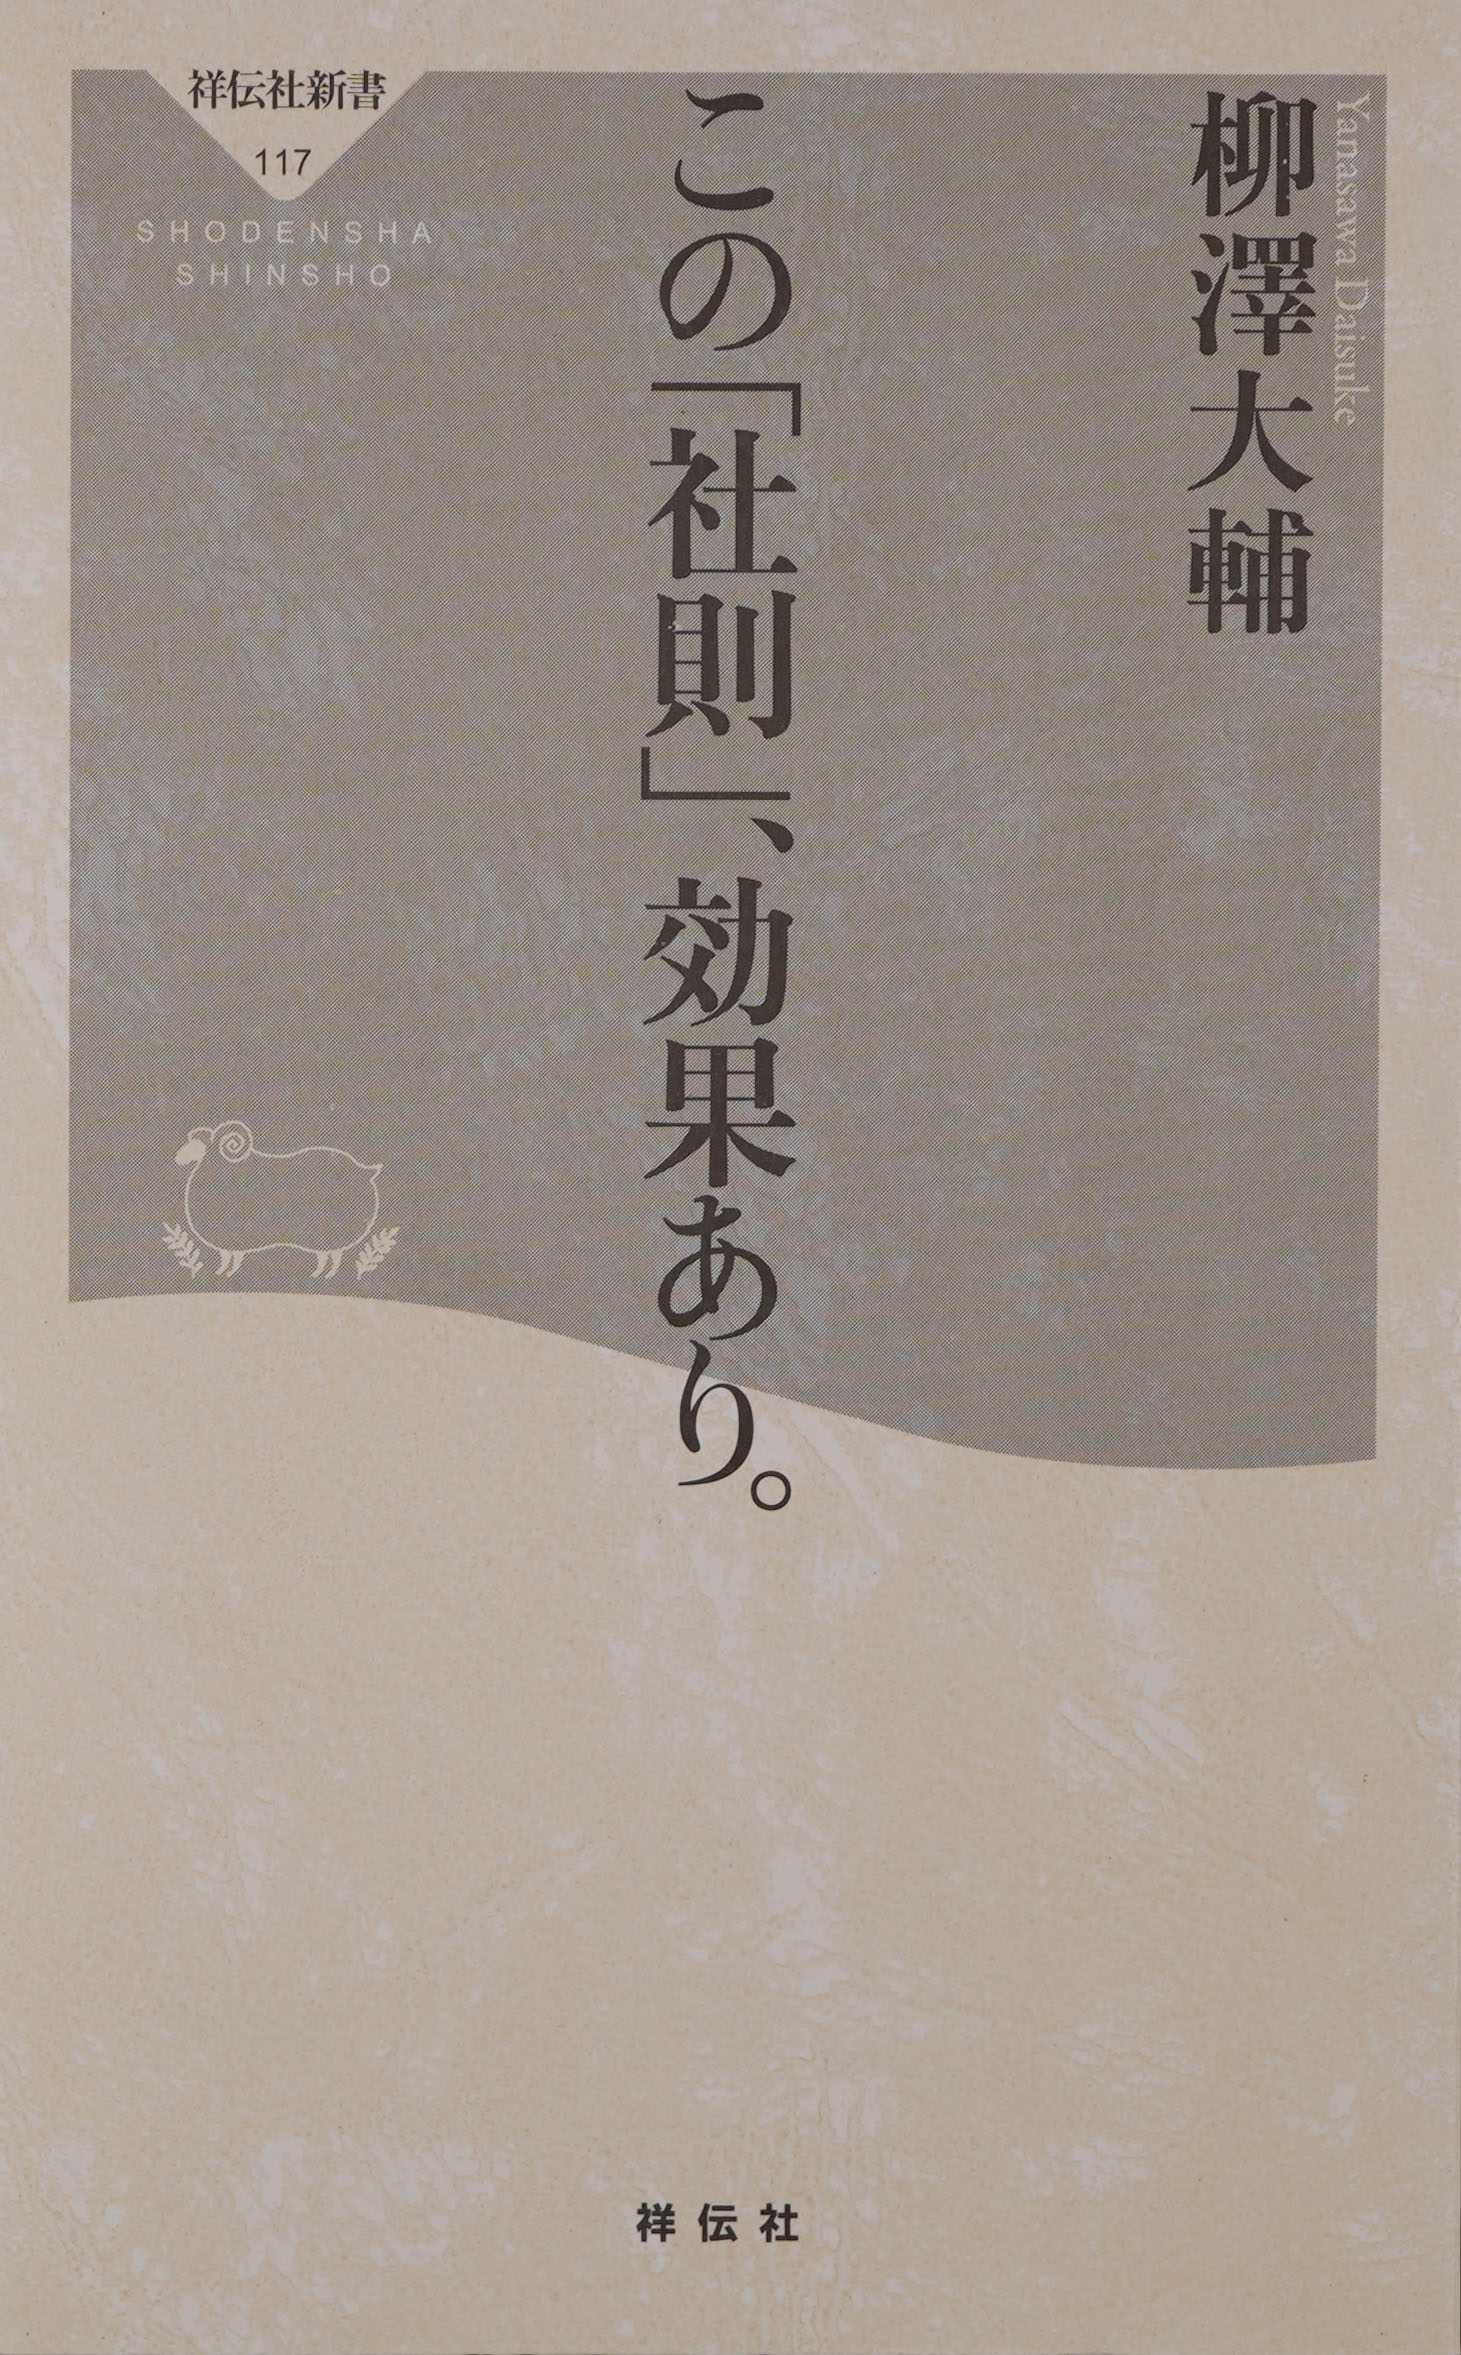 柳澤大輔
Yanasawa Daisuke
この「社則」、効果あり。
祥伝社新書
117
SHODENSHA
SHINSHO
祥伝社